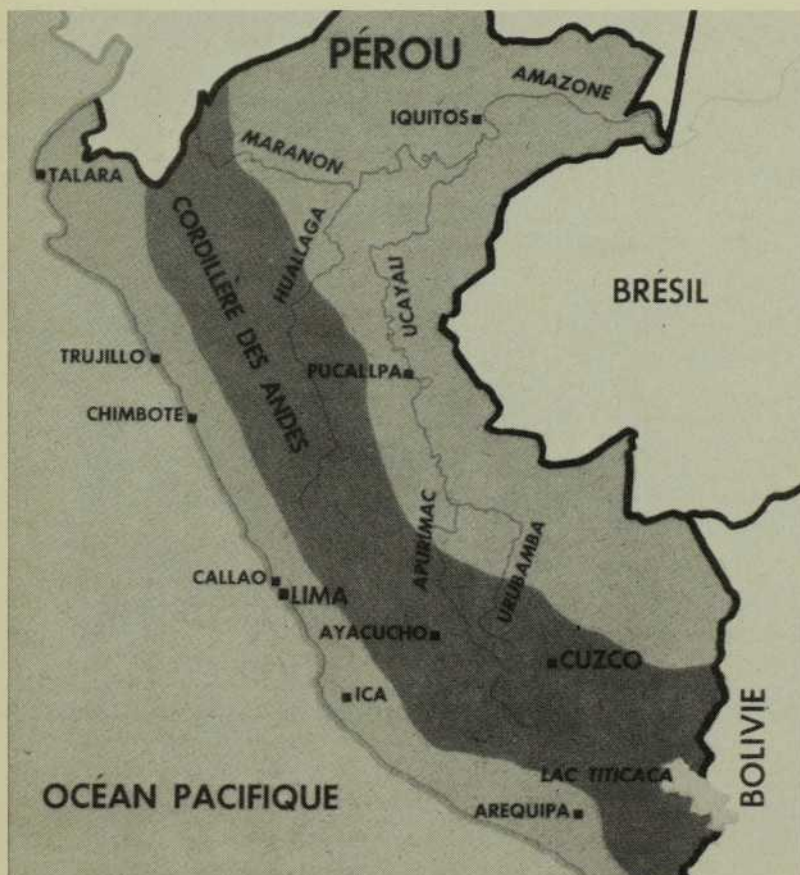 PÉROU
AMAZONE
IQUITOS
MARANON
TALARA
CORDILLÈRE DES ANDES
HUALLAGA
UCAYALI
BRÉSIL
TRUJILLO
PUCALLPA
CHIMBOTE
APURIMAC
URUBAMBA
CALLAO
LIMA
AYACUCHO
CUZCO
ICA
BOLIVIE
LAC TITICACA
OCÉAN PACIFIQUE
AREQUIPA